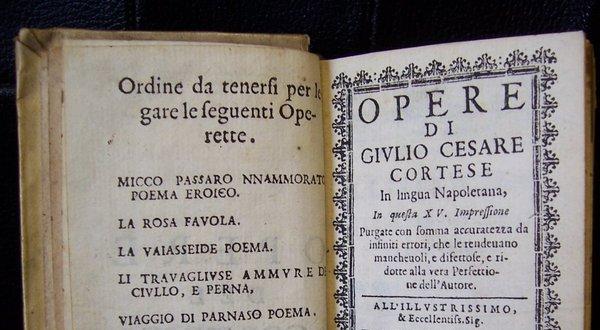 Ordine da tenersi per le
gare le seguenti Ope-
rette.
MICCO PASSARO NNAMMORATO
POEMA EROICO.
LA ROSA FAVOLA.
LA VAIASSEIDE POEMA.
LI TRAVAGLIUSE AMMURE DE
CIULLO, E PERNA,
VIAGGIO DI PARNASO POEMA.
OPERE
DI
GIVLIO CESARE
CORTESE
In lingua Napoletana,
In questa XV. Impressione
Purgate con somma accuratezza da
infiniti errori, che le rendeuano
mancheuoli, e difettose, e ri-
dotte alla vera Perfettio-
ne dell'Autore.
ALL'ILLVSTRISSIMO,
& Eccellentiss. Sig.